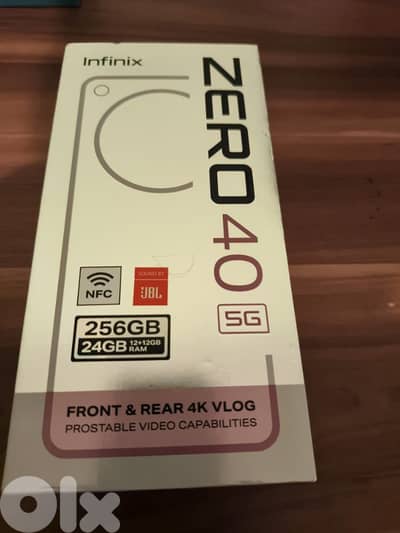 Infinix
ZERO 40
5G
NFC
SOUND BY
JBL
256GB
24GB 12+12GB RAM
FRONT & REAR 4K VLOG
PROSTABLE VIDEO CAPABILITIES
olx